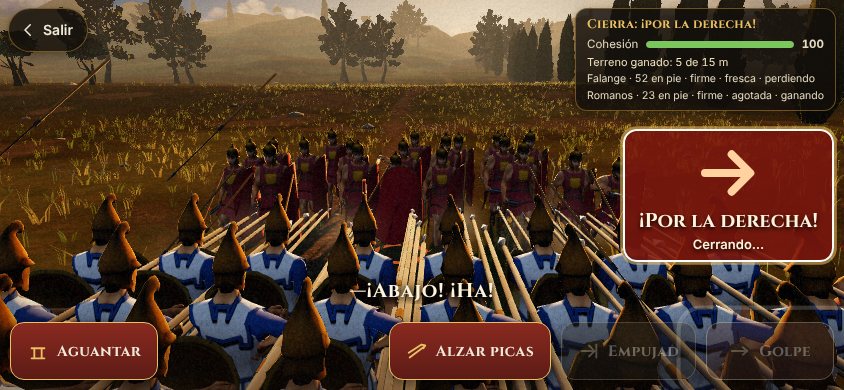 Salir
CIERRA: ¡POR LA DERECHA!
Cohesión 100
Terreno ganado: 5 de 15 m
Falange · 52 en pie · firme · fresca · perdiendo
Romanos · 23 en pie · firme · agotada · ganando
¡POR LA DERECHA!
Cerrando...
—¡ABAJO! ¡HA!
AGUANTAR
ALZAR PICAS
EMPUJAD
GOLPE